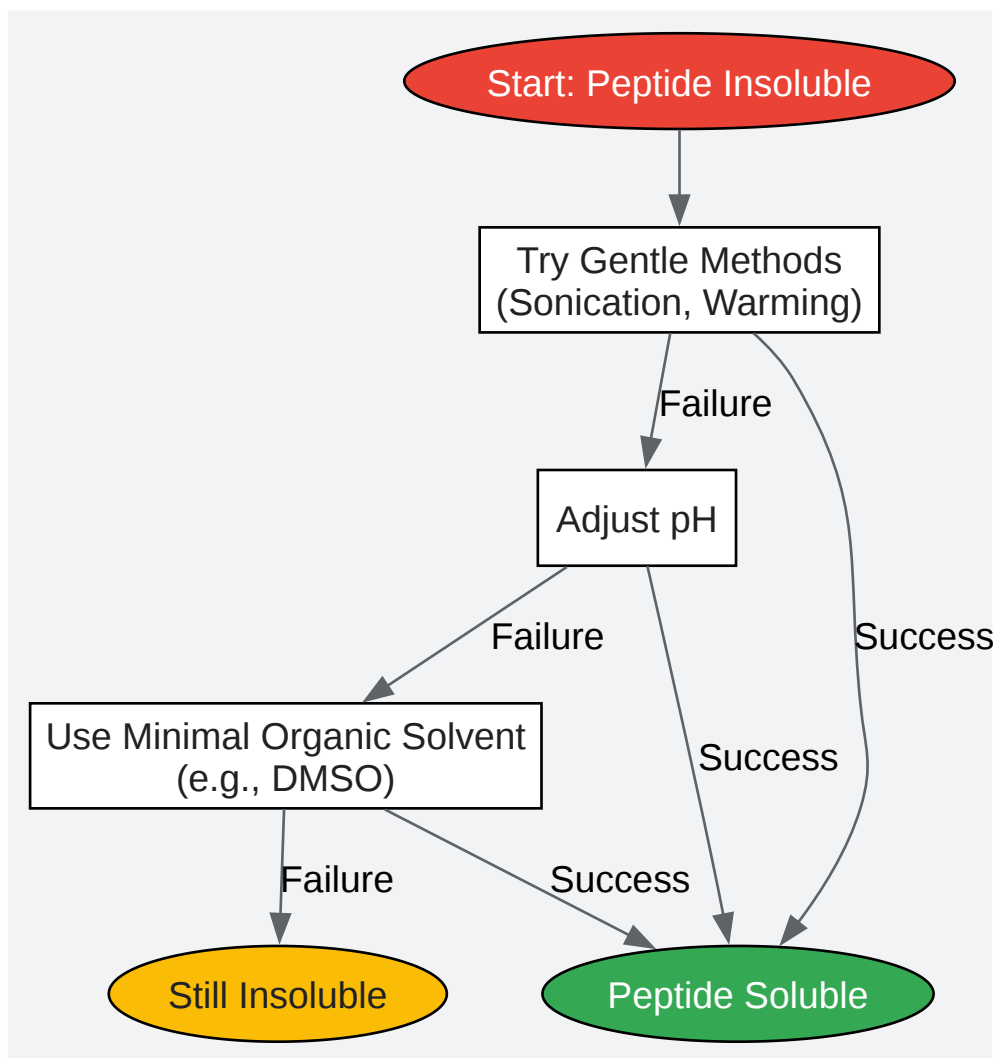 Start: Peptide Insoluble
Try Gentle Methods
(Sonication, Warming)
Failure
Adjust pH
Failure
Success
Use Minimal Organic Solvent
(e.g., DMSO)
Success
Failure
Success
Still Insoluble
Peptide Soluble